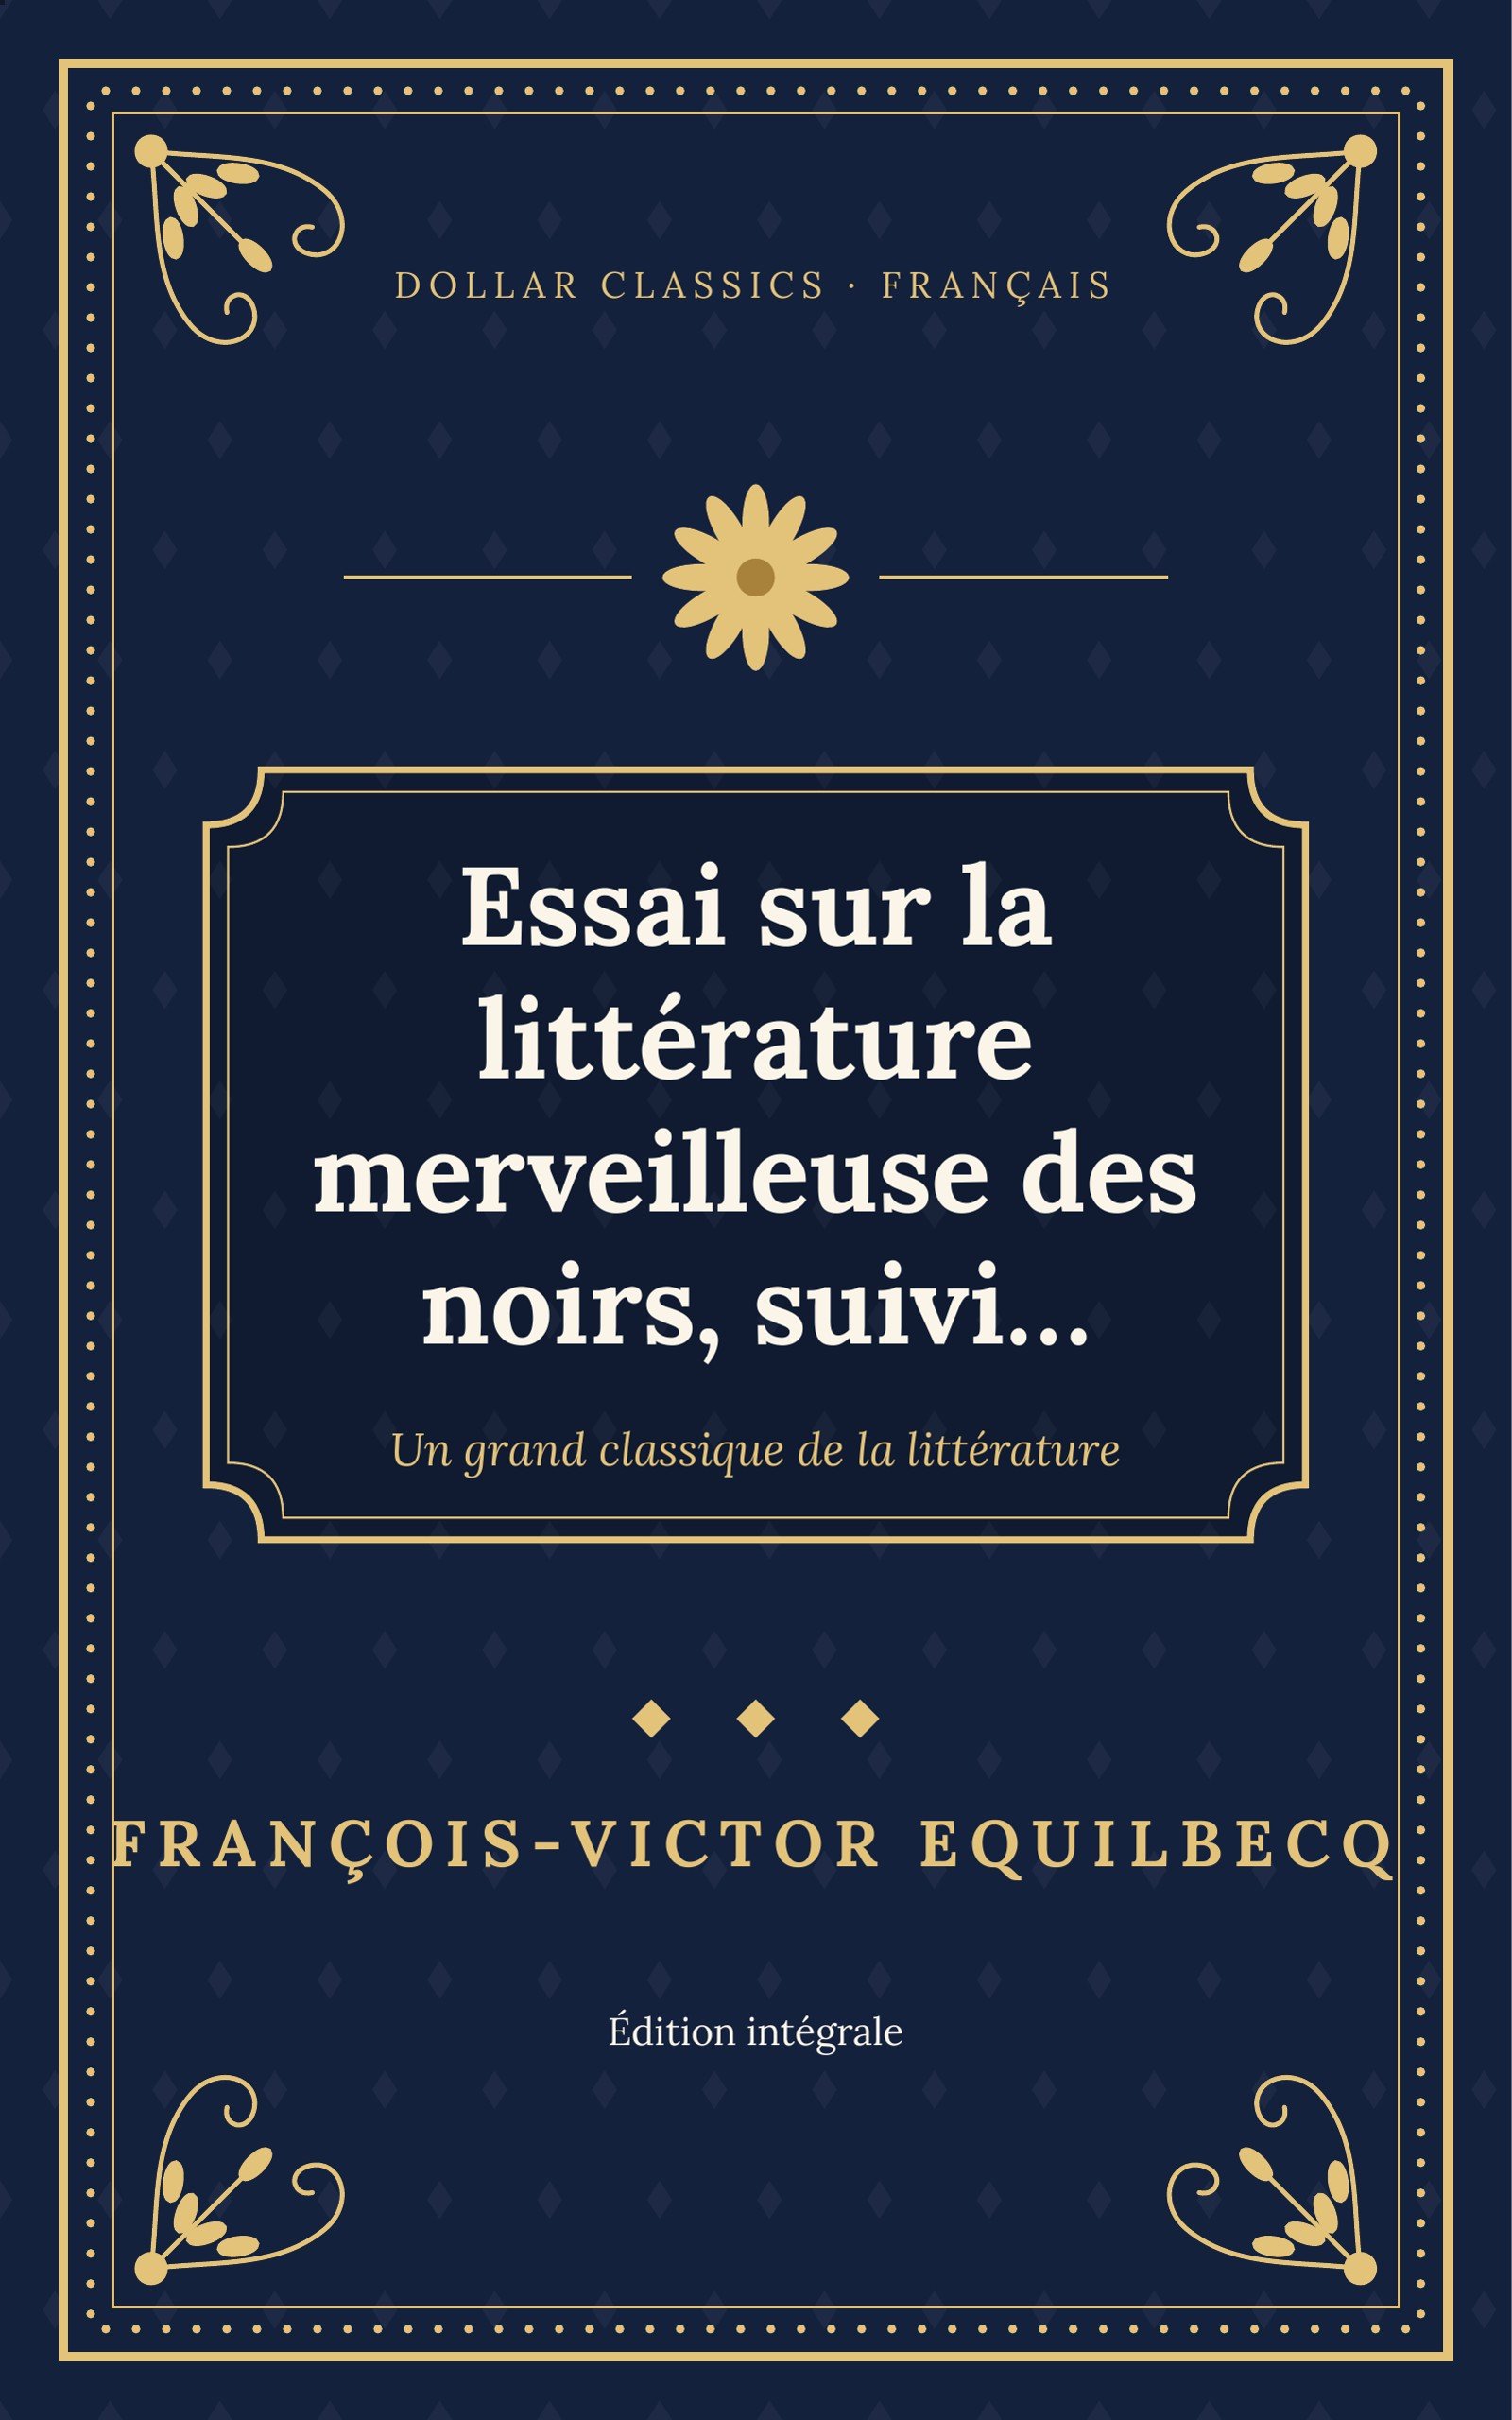 DOLLAR CLASSICS · FRANÇAIS
Essai sur la
littérature
merveilleuse des
noirs, suivi...
Un grand classique de la littérature
FRANÇOIS-VICTOR EQUILBECQ
Édition intégrale